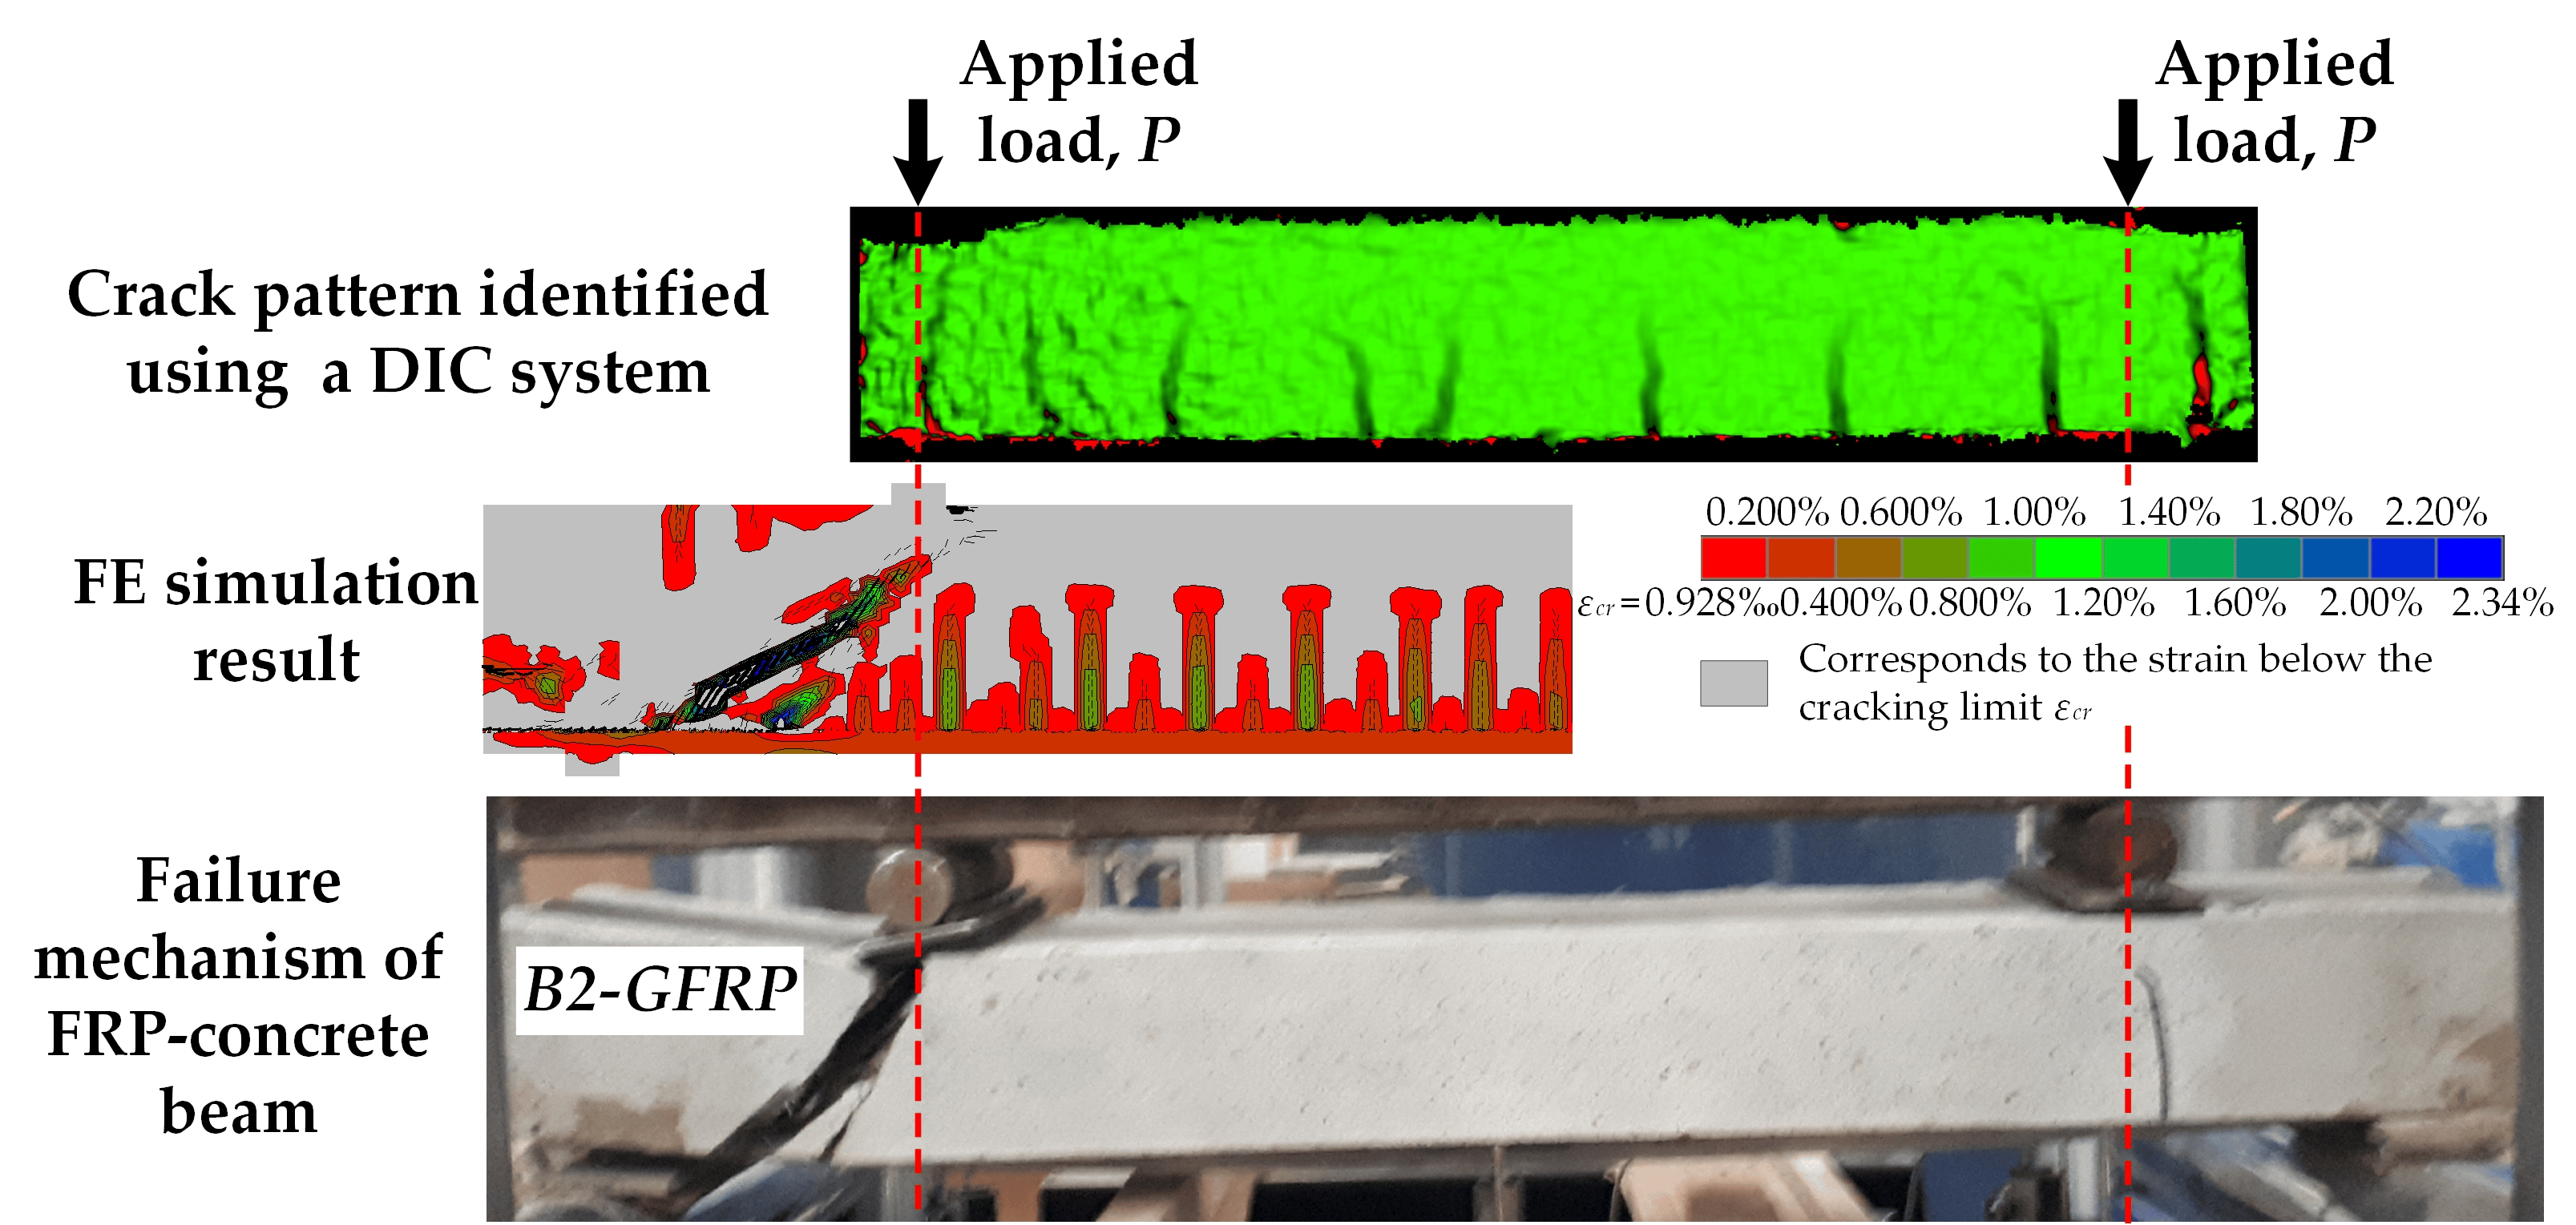 Applied
load, P
Applied
load, P
Crack pattern identified
using a DIC system
FE simulation
result
0.200% 0.600% 1.00% 1.40% 1.80% 2.20%
εcr=0.928‰0.400% 0.800% 1.20% 1.60% 2.00% 2.34%
Corresponds to the strain below the
cracking limit εcr
Failure
mechanism of
FRP-concrete
beam
B2-GFRP